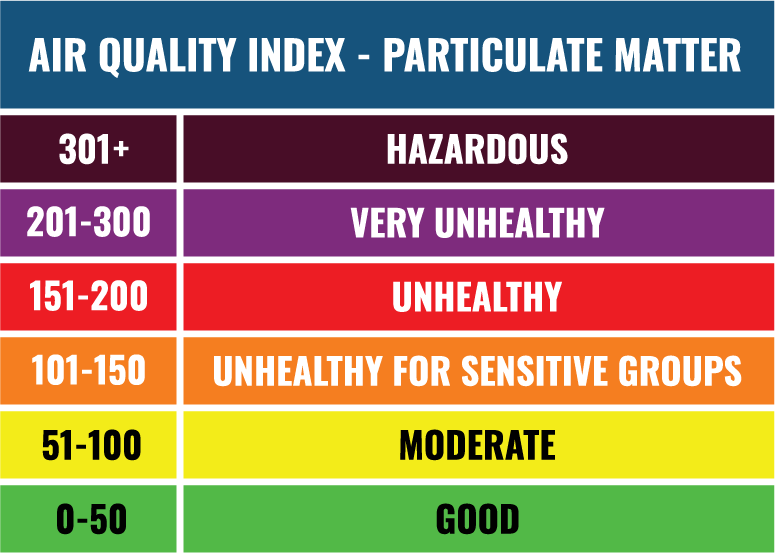 AIR QUALITY INDEX - PARTICULATE MATTER
301+ HAZARDOUS
201-300 VERY UNHEALTHY
151-200 UNHEALTHY
101-150 UNHEALTHY FOR SENSITIVE GROUPS
51-100 MODERATE
0-50 GOOD